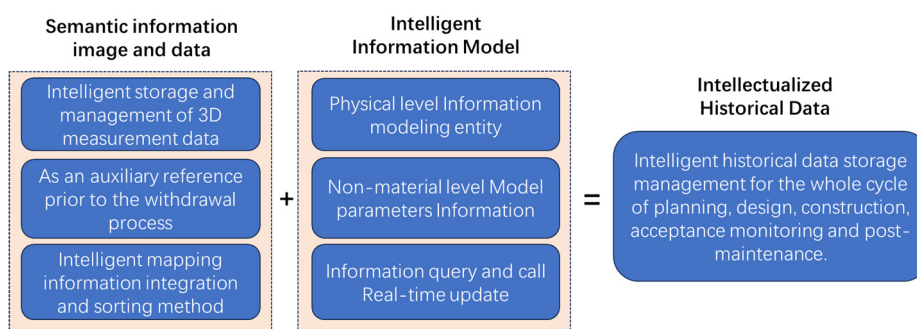 Semantic information
image and data
Intelligent storage and
management of 3D
measurement data
As an auxiliary reference
prior to the withdrawal
process
Intelligent mapping
information integration
and sorting method
+
Intelligent
Information Model
Physical level Information
modeling entity
Non-material level Model
parameters Information
Information query and call
Real-time update
=
Intellectualized
Historical Data
Intelligent historical data storage
management for the whole cycle
of planning, design, construction,
acceptance monitoring and post-
maintenance.